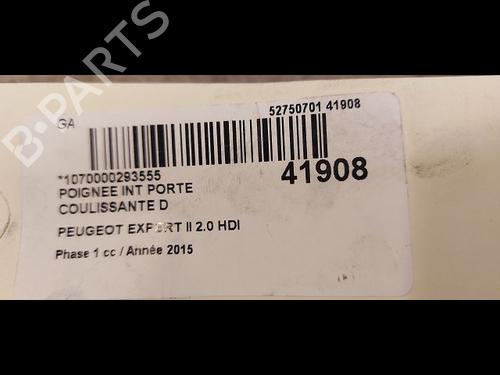 B-PARTS
52750701 41908
GA
*1070000293555
41908
POIGNEE INT PORTE
COULISSANTE D
PEUGEOT EXPERT II 2.0 HDI
Phase 1 cc / Année 2015